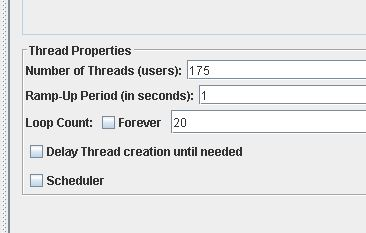 Thread Properties
Number of Threads (users): 175
Ramp-Up Period (in seconds): 1
Loop Count: Forever 20
Delay Thread creation until needed
Scheduler